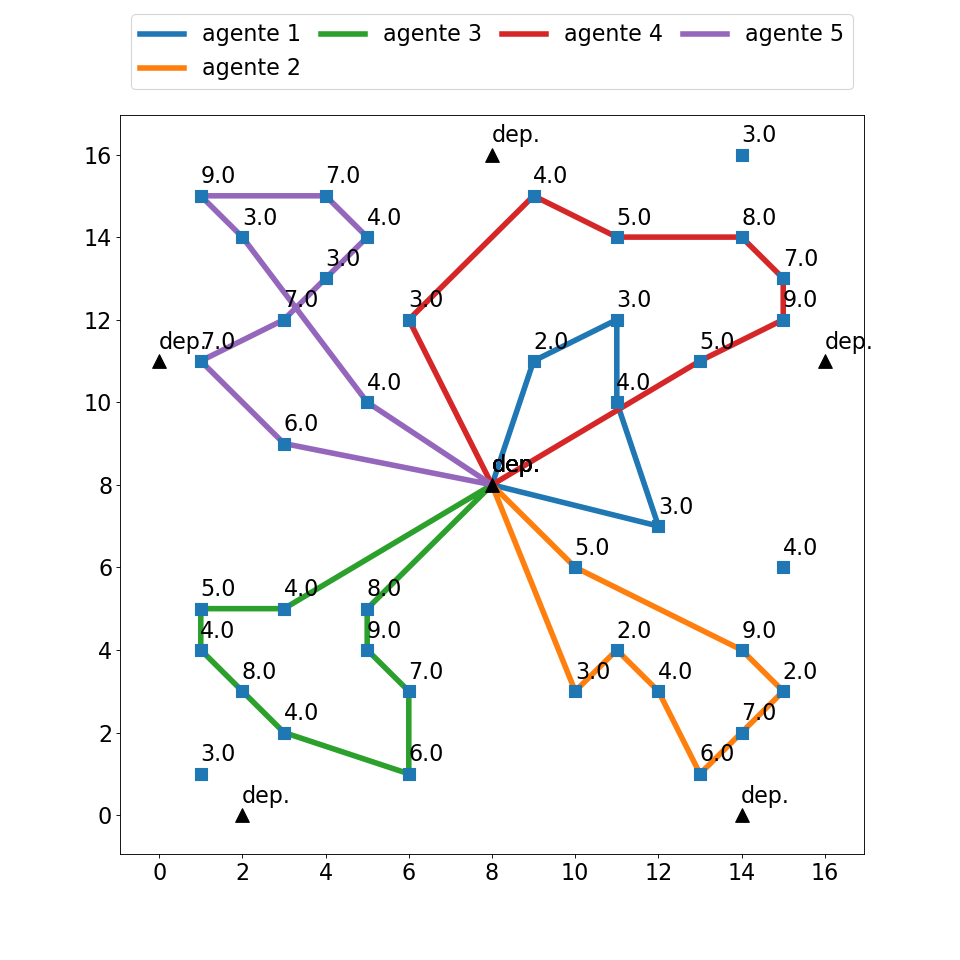 agente 1 agente 3 agente 4 agente 5
agente 2
dep. 3.0
16
9.0 7.0 4.0
3.0 4.0 5.0 8.0
14
3.0 7.0
7.0 3.0 3.0 9.0
12
dep. 7.0 2.0 5.0 dep.
4.0 4.0
10
6.0
dep.
8
3.0
5.0 4.0
6
5.0 4.0 8.0
4.0 9.0 2.0 9.0
4
8.0 7.0 3.0 4.0 2.0
4.0 7.0
2
3.0 6.0 6.0
dep. dep.
0
0 2 4 6 8 10 12 14 16